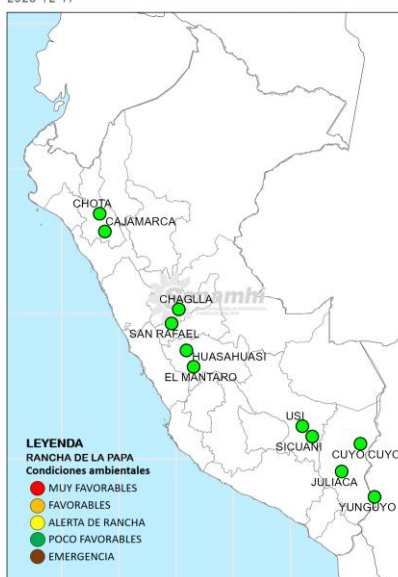 CHOTA
CAJAMARCA
Senamhi
CHAGLLA
SAN RAFAEL
HUASAHUASI
EL MANTARO
USI
SICUANI
CUYO CUYO
JULIACA
YUNGUYO
LEYENDA
RANCHA DE LA PAPA
Condiciones ambientales
MUY FAVORABLES
FAVORABLES
ALERTA DE RANCHA
POCO FAVORABLES
EMERGENCIA